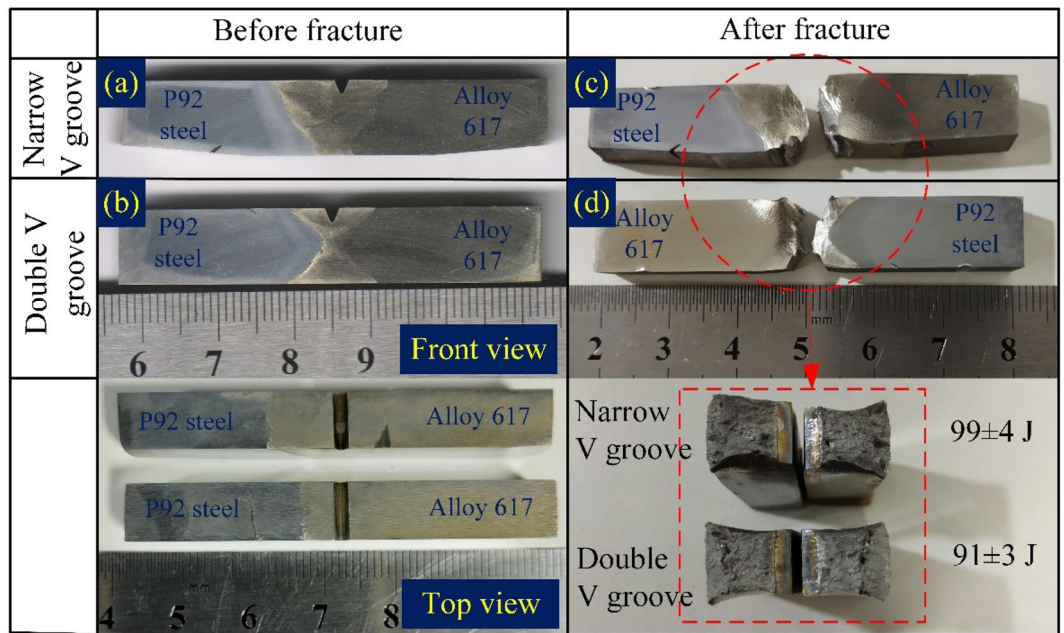 Before fracture
After fracture
Narrow
V groove
(a)
P92
steel
Alloy
617
(c)
P92
steel
Alloy
617
Double V
groove
(b)
P92
steel
Alloy
617
(d)
Alloy
617
P92
steel
6 7 8 9
Front view
mm
2 3 4 5 6 7 8
P92 steel
Alloy 617
P92 steel
Alloy 617
mm
4 5 6 7 8
Top view
Narrow
V groove
99±4 J
Double
V groove
91±3 J